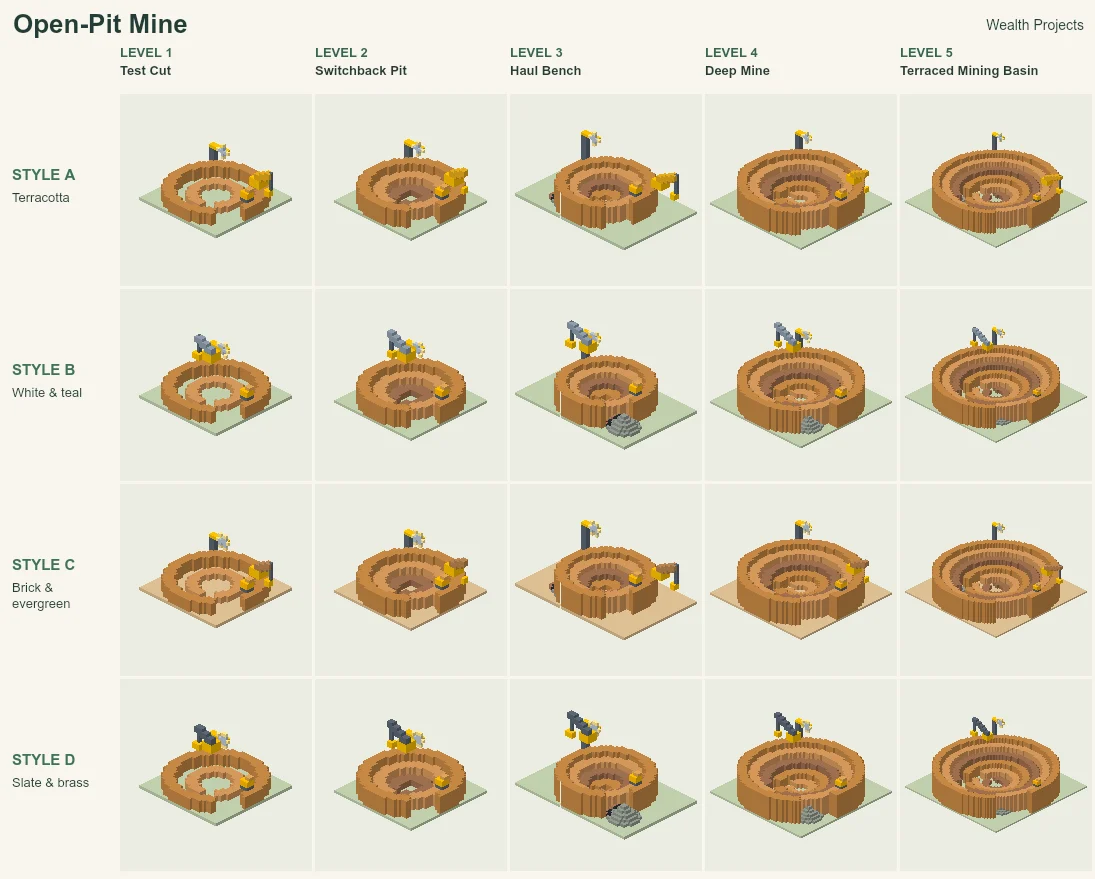 Open-Pit Mine
Wealth Projects
LEVEL 1
Test Cut
LEVEL 2
Switchback Pit
LEVEL 3
Haul Bench
LEVEL 4
Deep Mine
LEVEL 5
Terraced Mining Basin
STYLE A
Terracotta
STYLE B
White & teal
STYLE C
Brick &
evergreen
STYLE D
Slate & brass